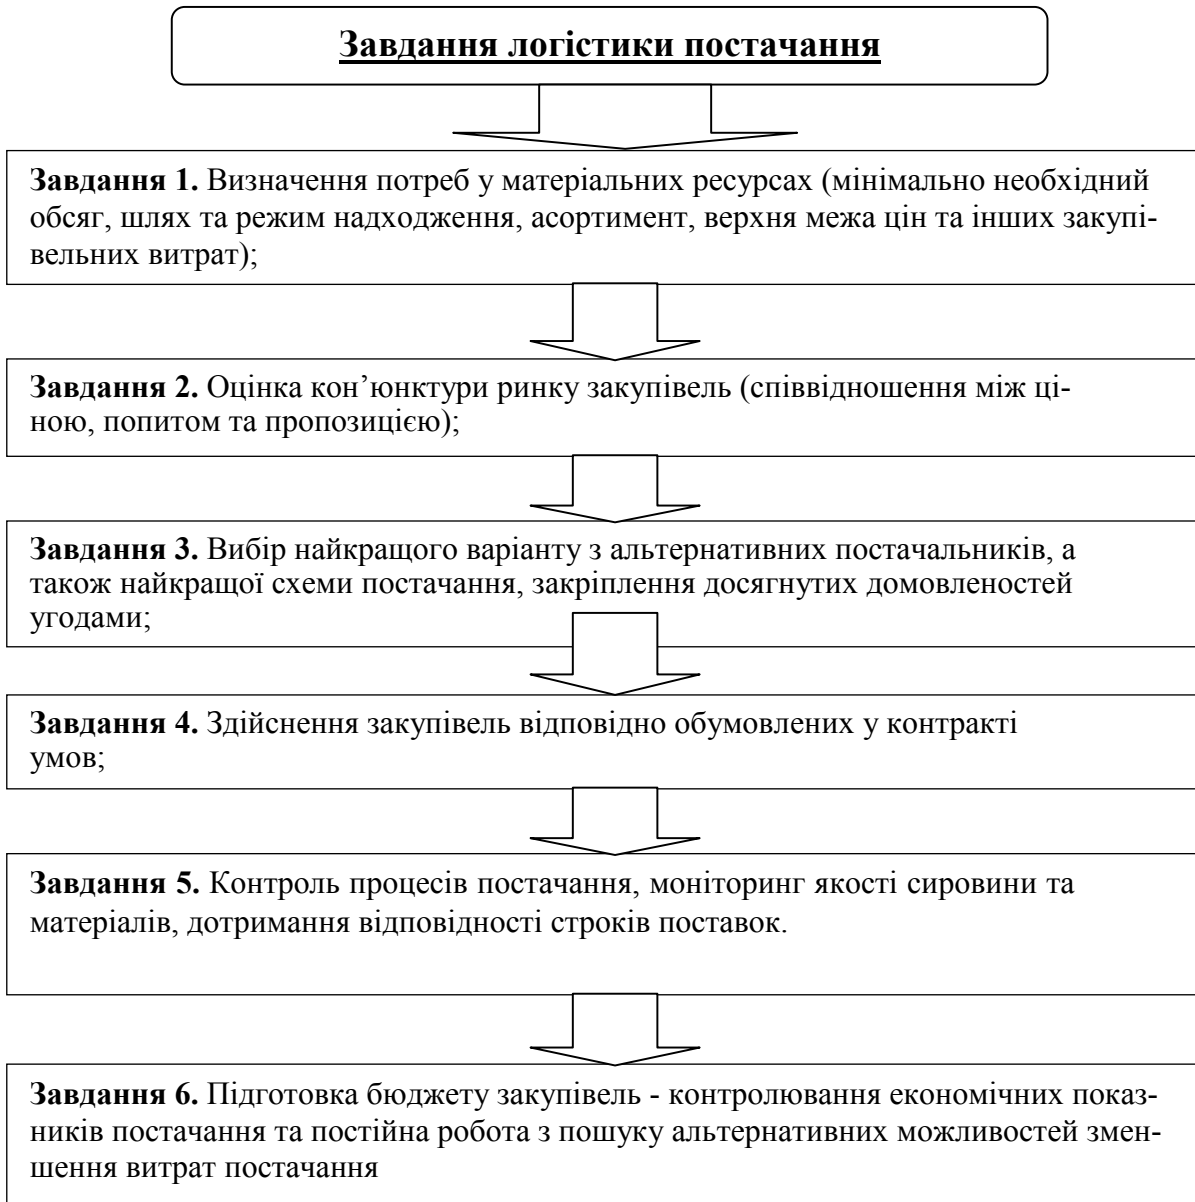 Завдання логістики постачання
Завдання 1. Визначення потреб у матеріальних ресурсах (мінімально необхідний
обсяг, шлях та режим надходження, асортимент, верхня межа цін та інших закупі-
вельних витрат);
Завдання 2. Оцінка кон’юнктури ринку закупівель (співвідношення між ці-
ною, попитом та пропозицією);
Завдання 3. Вибір найкращого варіанту з альтернативних постачальників, а
також найкращої схеми постачання, закріплення досягнутих домовленостей
угодами;
Завдання 4. Здійснення закупівель відповідно обумовлених у контракті
умов;
Завдання 5. Контроль процесів постачання, моніторинг якості сировини та
матеріалів, дотримання відповідності строків поставок.
Завдання 6. Підготовка бюджету закупівель - контролювання економічних показ-
ників постачання та постійна робота з пошуку альтернативних можливостей змен-
шення витрат постачання